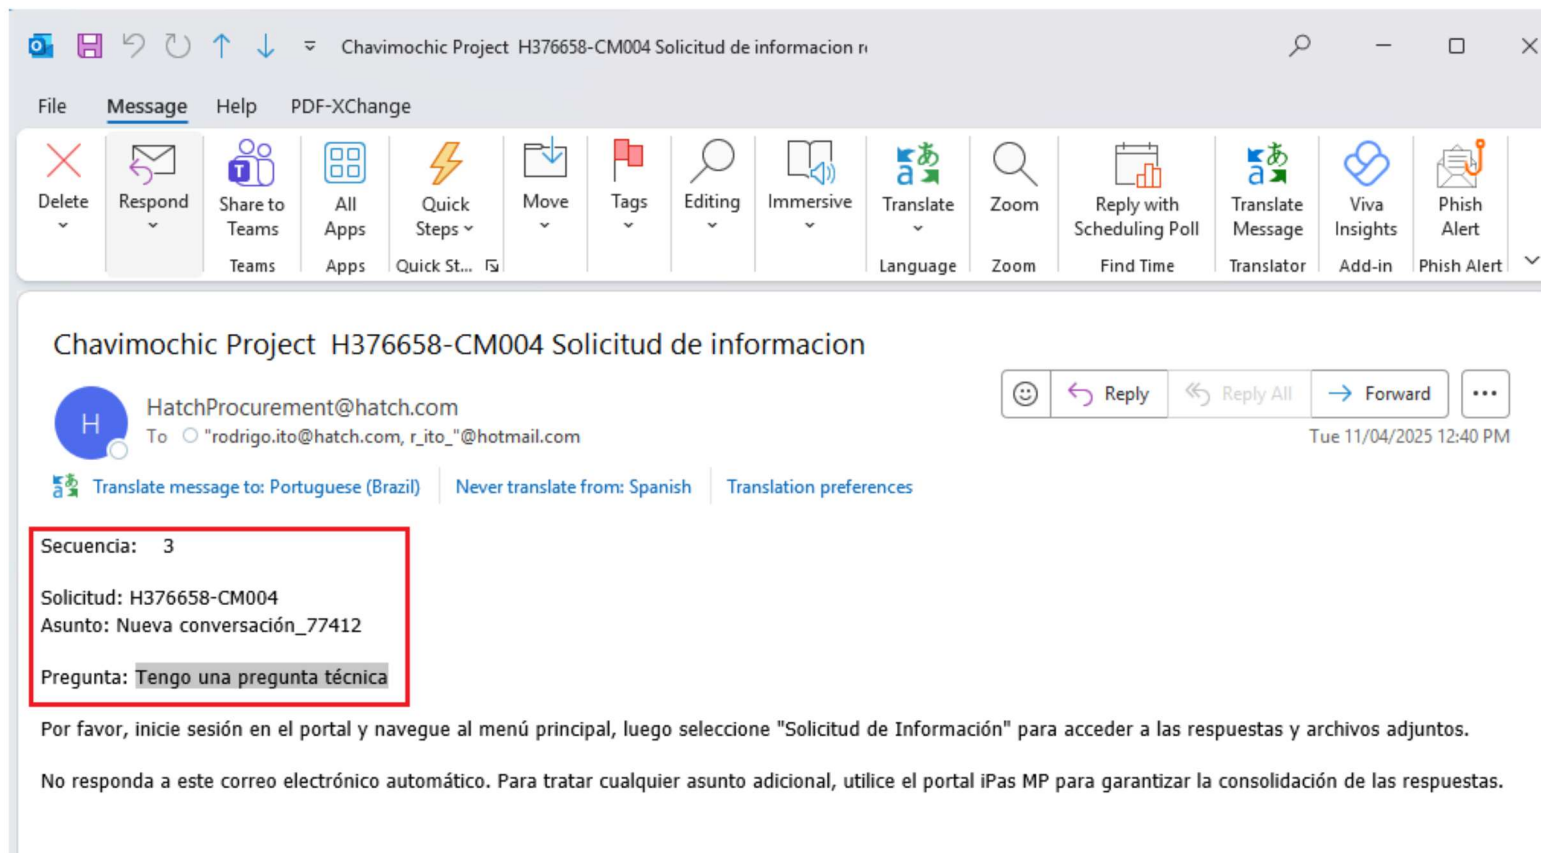 Chavimochic Project H376658-CM004 Solicitud de informacion r
File Message Help PDF-XChange
Delete
Respond
Share to Teams
All Apps
Quick Steps
Move
Tags
Editing
Immersive
Translate
Zoom
Reply with Scheduling Poll
Translate Message
Viva Insights
Phish Alert
Teams Apps Quick St... Language Zoom Find Time Translator Add-in Phish Alert
Chavimochic Project H376658-CM004 Solicitud de informacion
H
HatchProcurement@hatch.com
To "rodrigo.ito@hatch.com, r_ito_"@hotmail.com
Reply Reply All Forward
Tue 11/04/2025 12:40 PM
Translate message to: Portuguese (Brazil) Never translate from: Spanish Translation preferences
Secuencia: 3
Solicitud: H376658-CM004
Asunto: Nueva conversación_77412
Pregunta: Tengo una pregunta técnica
Por favor, inicie sesión en el portal y navegue al menú principal, luego seleccione "Solicitud de Información" para acceder a las respuestas y archivos adjuntos.
No responda a este correo electrónico automático. Para tratar cualquier asunto adicional, utilice el portal iPas MP para garantizar la consolidación de las respuestas.